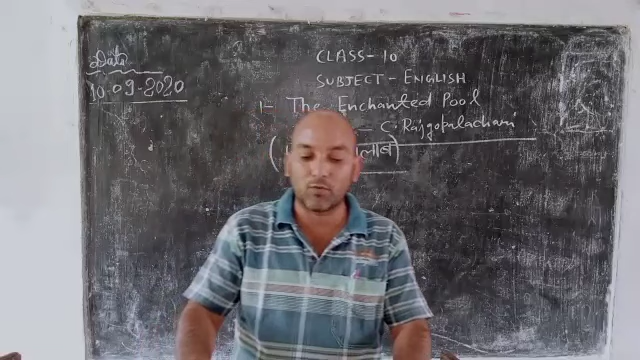 Date
10.09-2020
CLASS-10
SUBJECT-ENGLISH
1- The Enchanted Pool
- C. Rajgopalachari